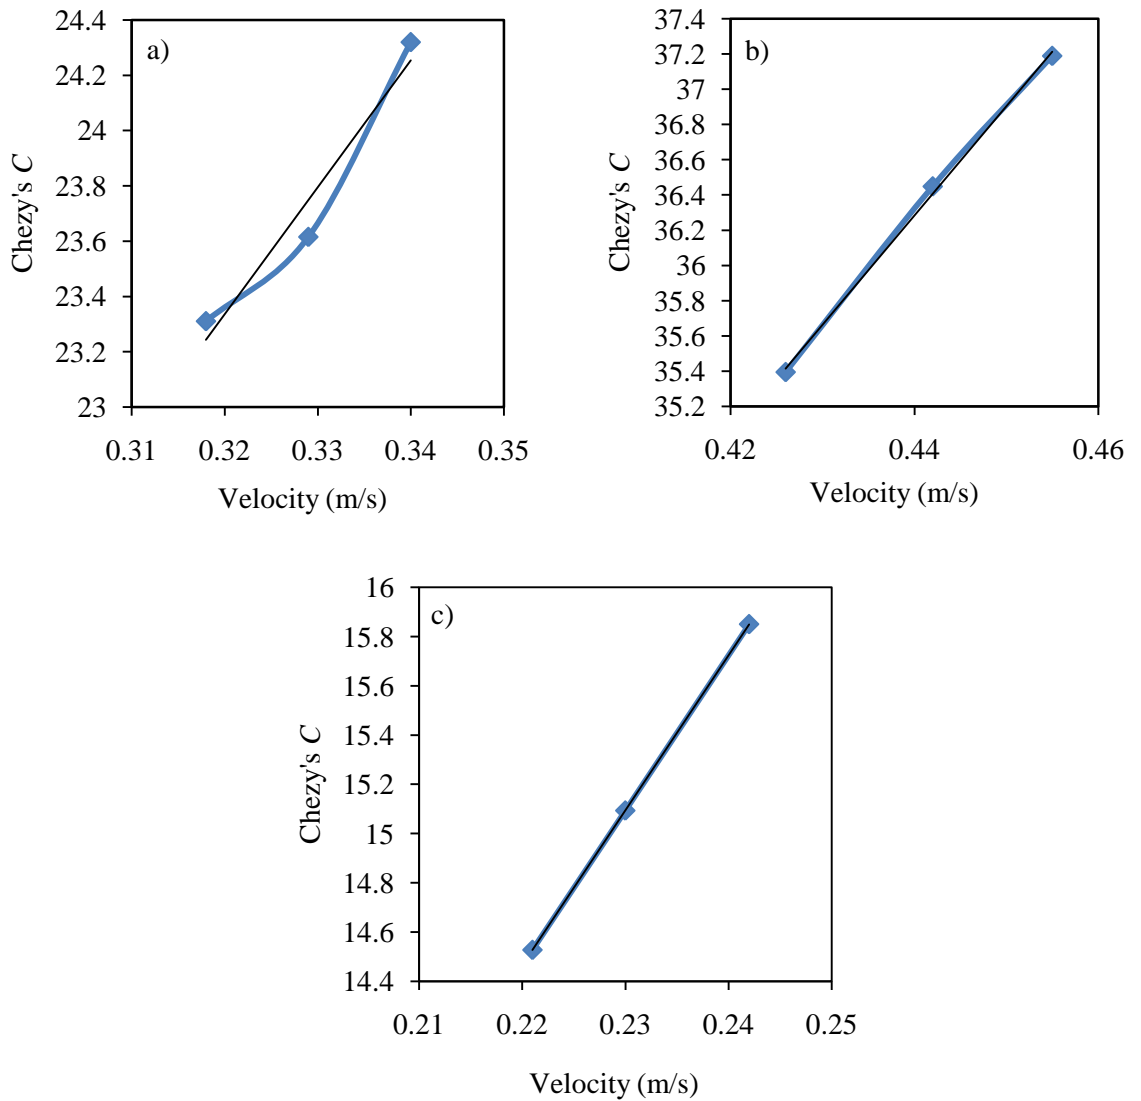 a)
24.4
24.2
24
23.8
23.6
23.4
23.2
23
Chezy's C
0.31 0.32 0.33 0.34 0.35
Velocity (m/s)
b)
37.4
37.2
37
36.8
36.6
36.4
36.2
36
35.8
35.6
35.4
35.2
Chezy's C
0.42 0.44 0.46
Velocity (m/s)
c)
16
15.8
15.6
15.4
15.2
15
14.8
14.6
14.4
Chezy's C
0.21 0.22 0.23 0.24 0.25
Velocity (m/s)